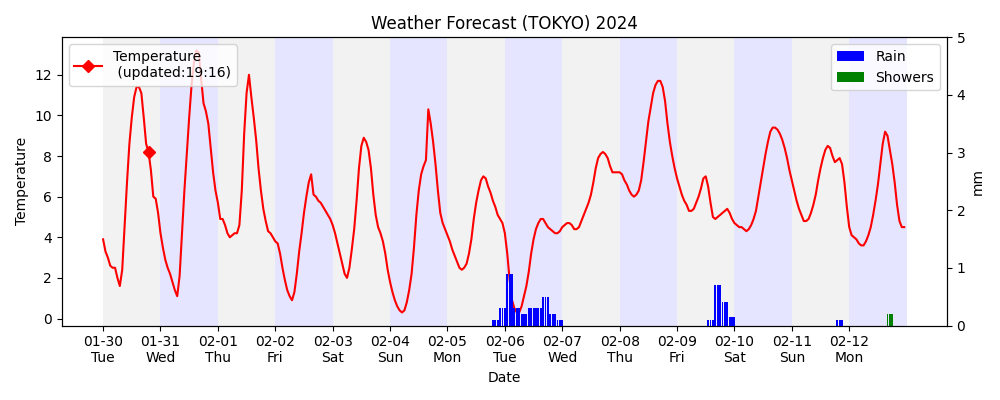 Weather Forecast (TOKYO) 2024
Temperature
(updated:19:16)
Rain
Showers
Temperature
12
10
8
6
4
2
0
5
4
3
2
1
0
mm
01-30 01-31 02-01 02-02 02-03 02-04 02-05 02-06 02-07 02-08 02-09 02-10 02-11 02-12
Tue Wed Thu Fri Sat Sun Mon Tue Wed Thu Fri Sat Sun Mon
Date